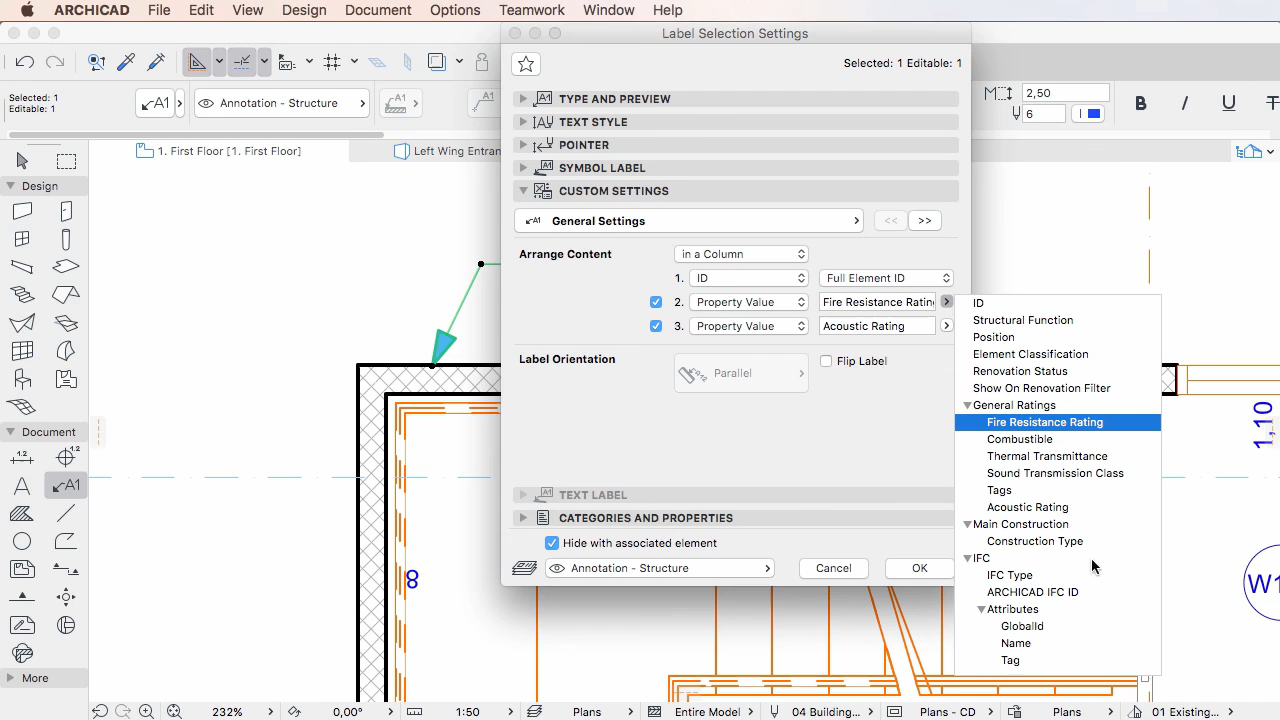 ARCHICAD File Edit View Design Document Options Teamwork Window Help
Label Selection Settings
Selected: 1 Editable: 1
Selected: 1
Editable: 1
A1
Annotation - Structure
2,50
6
B I U T
1. First Floor [1. First Floor]
Left Wing Entran
TYPE AND PREVIEW
TEXT STYLE
POINTER
SYMBOL LABEL
CUSTOM SETTINGS
General Settings
<< >>
Arrange Content
in a Column
1. ID Full Element ID
2. Property Value Fire Resistance Ratin
3. Property Value Acoustic Rating
Label Orientation
Parallel
Flip Label
TEXT LABEL
CATEGORIES AND PROPERTIES
Hide with associated element
Annotation - Structure
Cancel
OK
ID
Structural Function
Position
Element Classification
Renovation Status
Show On Renovation Filter
General Ratings
Fire Resistance Rating
Combustible
Thermal Transmittance
Sound Transmission Class
Tags
Acoustic Rating
Main Construction
Construction Type
IFC
IFC Type
ARCHICAD IFC ID
Attributes
GlobalId
Name
Tag
Design
Document
More
8
1,10
W1
232% 0,00° 1:50 Plans Entire Model 04 Building... Plans - CD Plans 01 Existing...